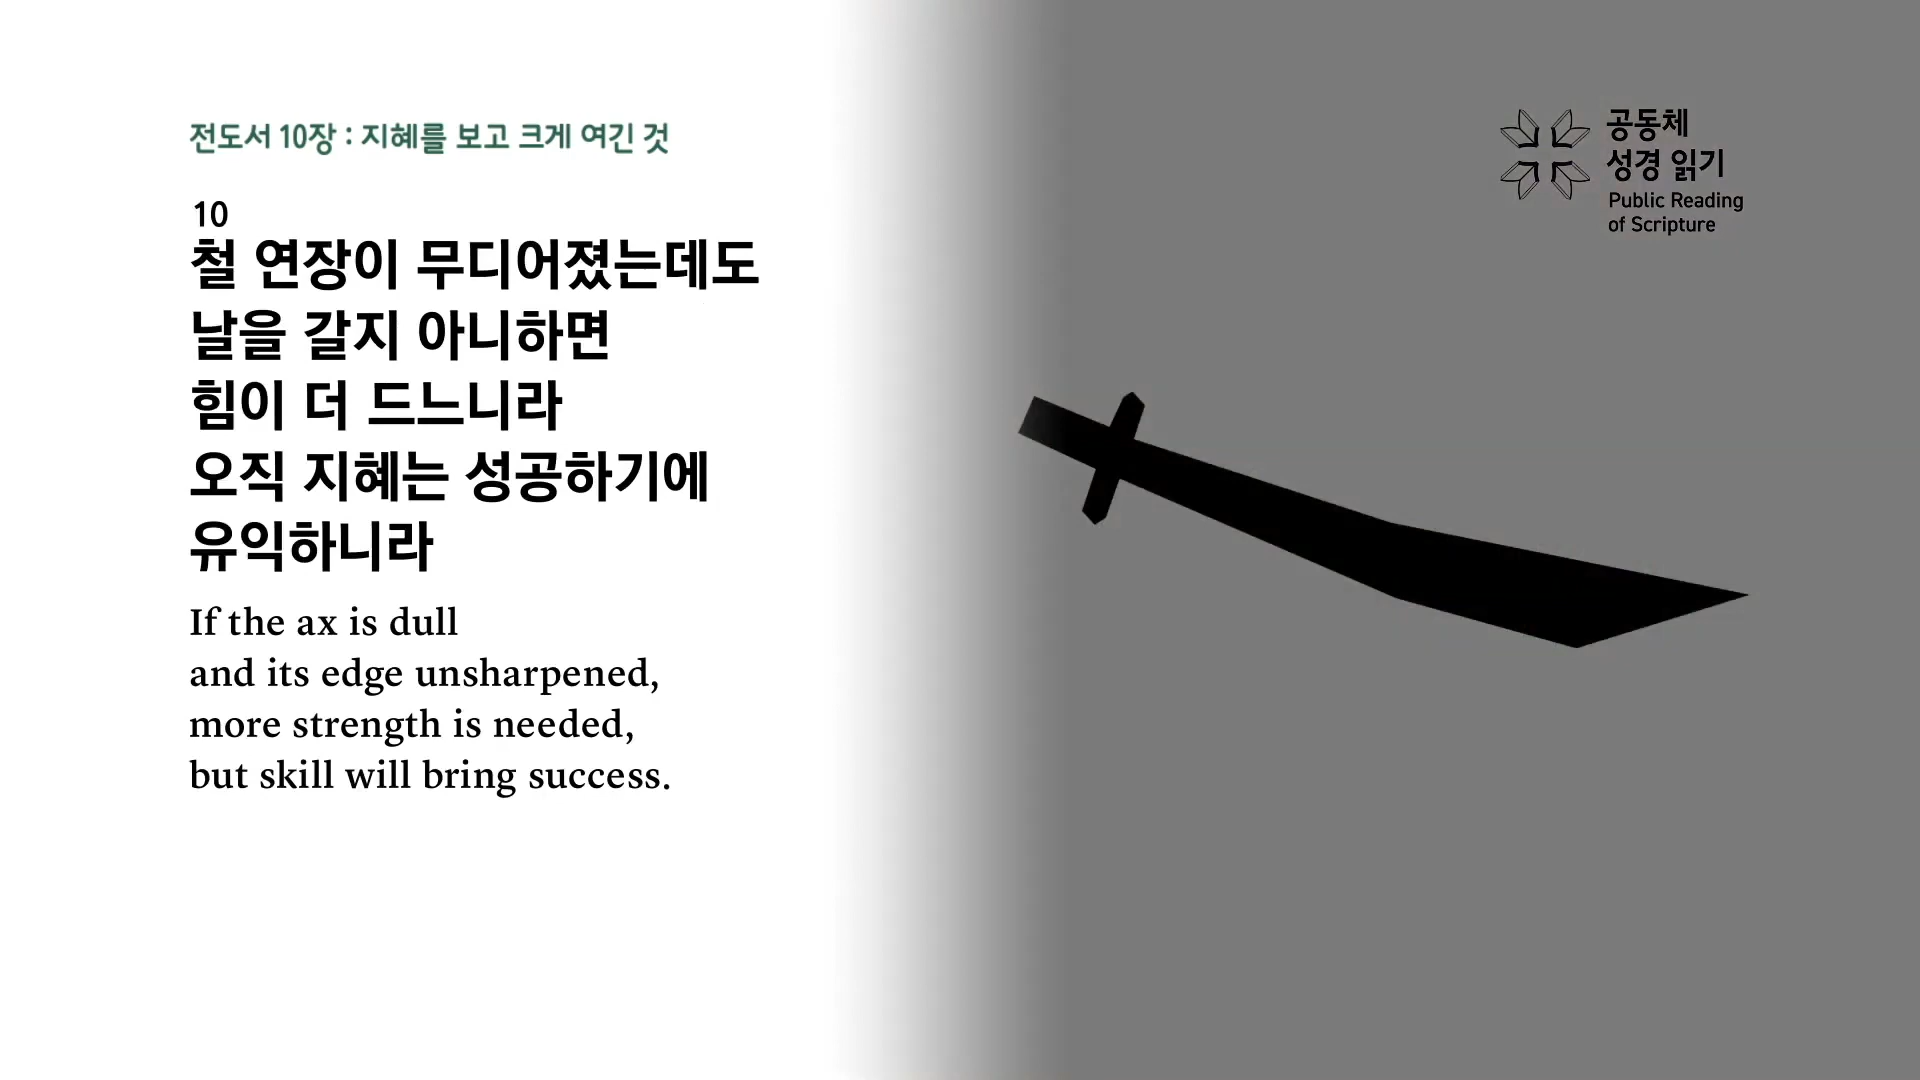 전도서 10장 : 지혜를 보고 크게 여긴 것
10
철 연장이 무디어졌는데도
날을 갈지 아니하면
힘이 더 드느니라
오직 지혜는 성공하기에
유익하니라
If the ax is dull
and its edge unsharpened,
more strength is needed,
but skill will bring success.
공동체
성경 읽기
Public Reading
of Scripture